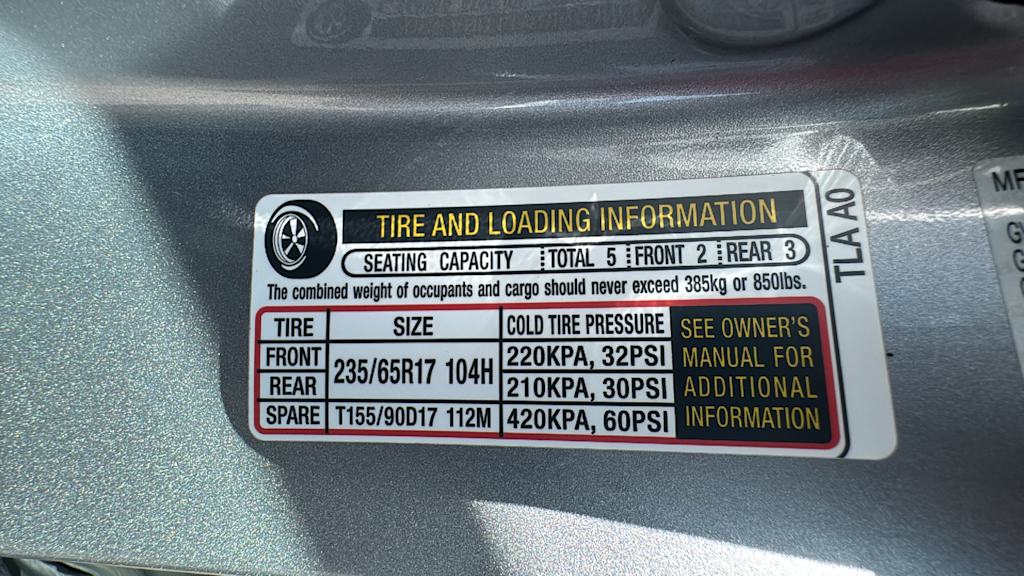 TIRE AND LOADING INFORMATION
SEATING CAPACITY TOTAL 5 FRONT 2 REAR 3
The combined weight of occupants and cargo should never exceed 385kg or 850lbs.
TIRE SIZE COLD TIRE PRESSURE
FRONT 235/65R17 104H 220KPA, 32PSI
REAR 210KPA, 30PSI
SPARE T155/90D17 112M 420KPA, 60PSI
SEE OWNER'S
MANUAL FOR
ADDITIONAL
INFORMATION
TLA A0